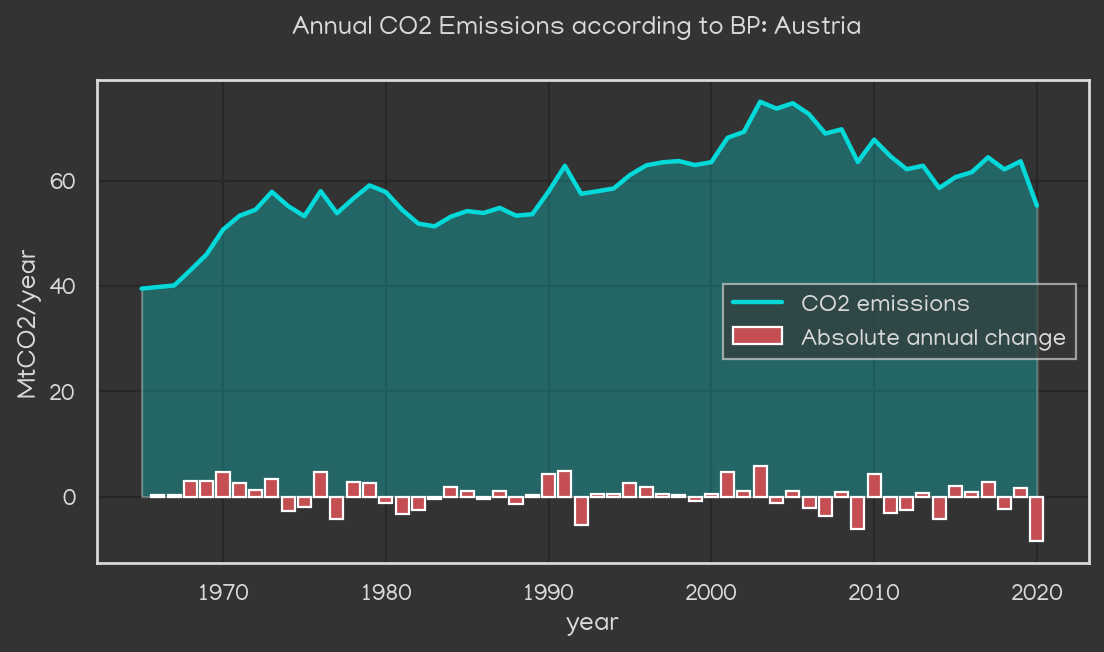 Annual CO2 Emissions according to BP: Austria
MtCO2/year
60
40
20
0
CO2 emissions
Absolute annual change
1970
1980
1990
2000
2010
2020
year